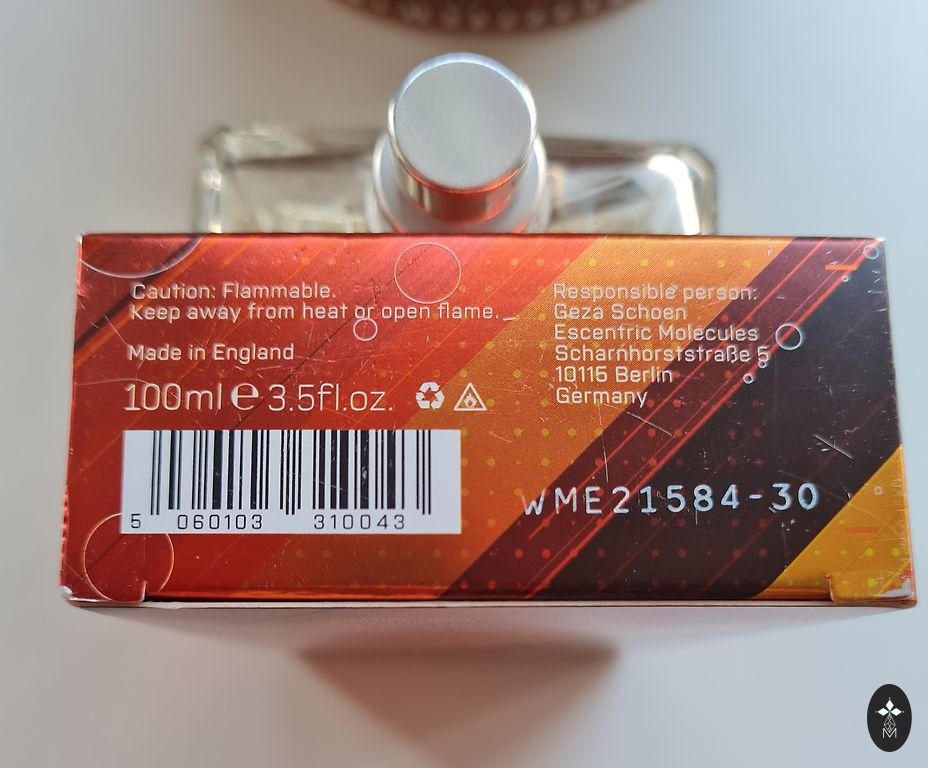 Caution: Flammable.
Keep away from heat or open flame._
Made in England
100ml e 3.5fl.oz.
5 060103 310043
Responsible person:
Geza Schoen
Escentric Molecules
Scharnhorststraße 5
10115 Berlin
Germany
WME21584-30
M